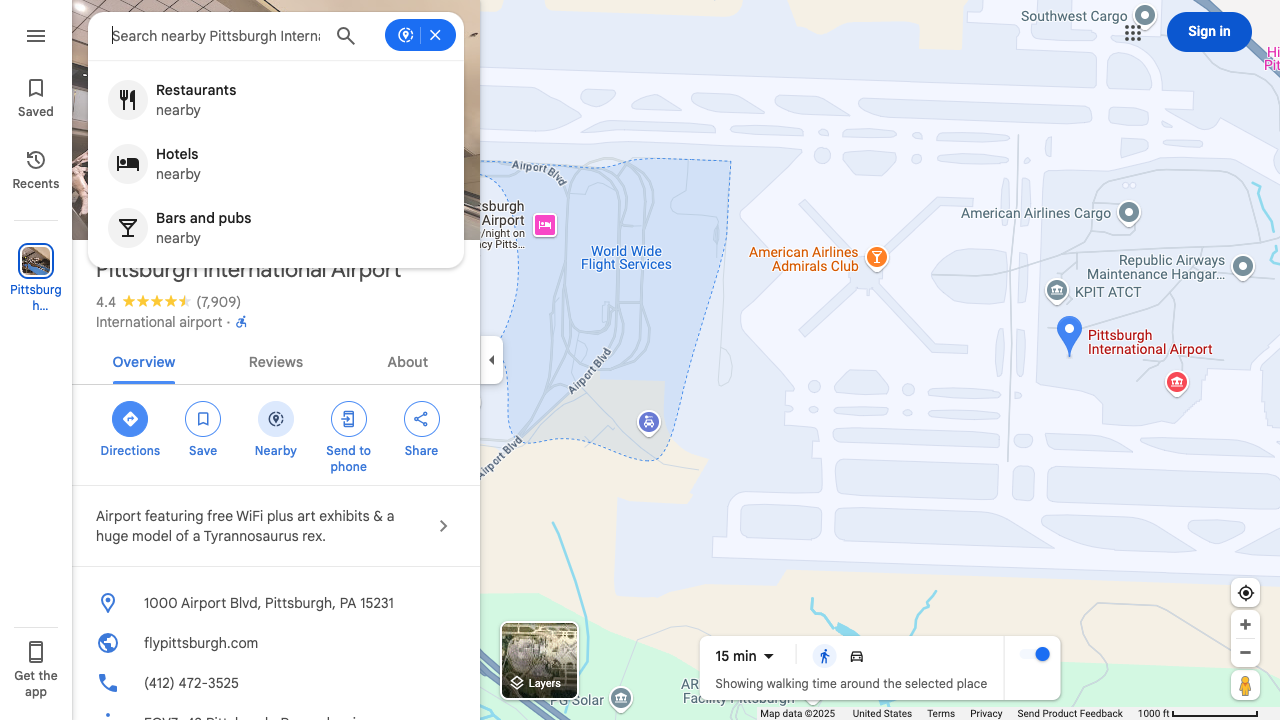 Search nearby Pittsburgh Interna
Restaurants
nearby
Hotels
nearby
Bars and pubs
nearby
Saved
Recents
Pittsburg
h...
Get the
app
Pittsburgh International Airport
4.4
(7,909)
International airport ·
Overview
Reviews
About
Directions
Save
Nearby
Send to
phone
Share
Airport featuring free WiFi plus art exhibits & a
huge model of a Tyrannosaurus rex.
1000 Airport Blvd, Pittsburgh, PA 15231
flypittsburgh.com
(412) 472-3525
Sign in
Southwest Cargo
Airport Blvd
sburgh
Airport
/night on
cy Pitts...
World Wide
Flight Services
American Airlines
Admirals Club
American Airlines Cargo
Republic Airways
Maintenance Hangar...
KPIT ATCT
Pittsburgh
International Airport
Airport Blvd
Airport Blvd
Layers
PG Solar
15 min
Showing walking time around the selected place
Map data ©2025
United States
Terms
Privacy
Send Product Feedback
1000 ft